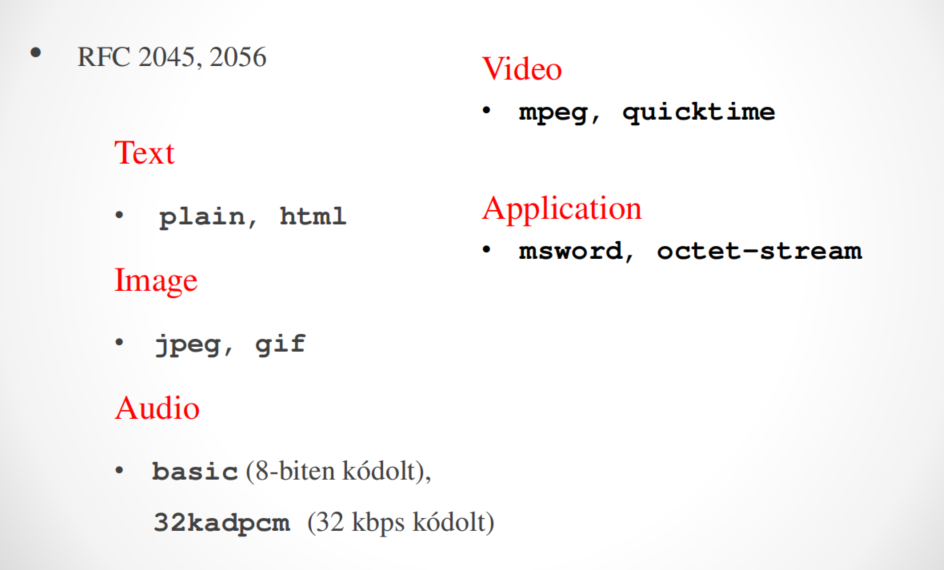 • RFC 2045, 2056
Text
• plain, html
Image
• jpeg, gif
Audio
• basic (8-biten kódolt),
32kadpcm (32 kbps kódolt)
Video
• mpeg, quicktime
Application
• msword, octet-stream